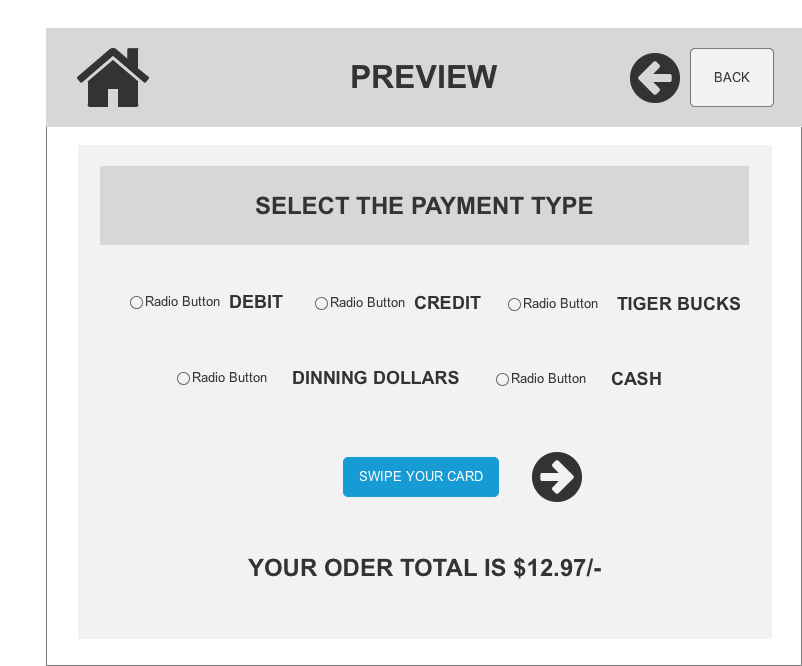 PREVIEW
BACK
SELECT THE PAYMENT TYPE
Radio Button DEBIT Radio Button CREDIT Radio Button TIGER BUCKS
Radio Button DINNING DOLLARS Radio Button CASH
SWIPE YOUR CARD
YOUR ODER TOTAL IS $12.97/-